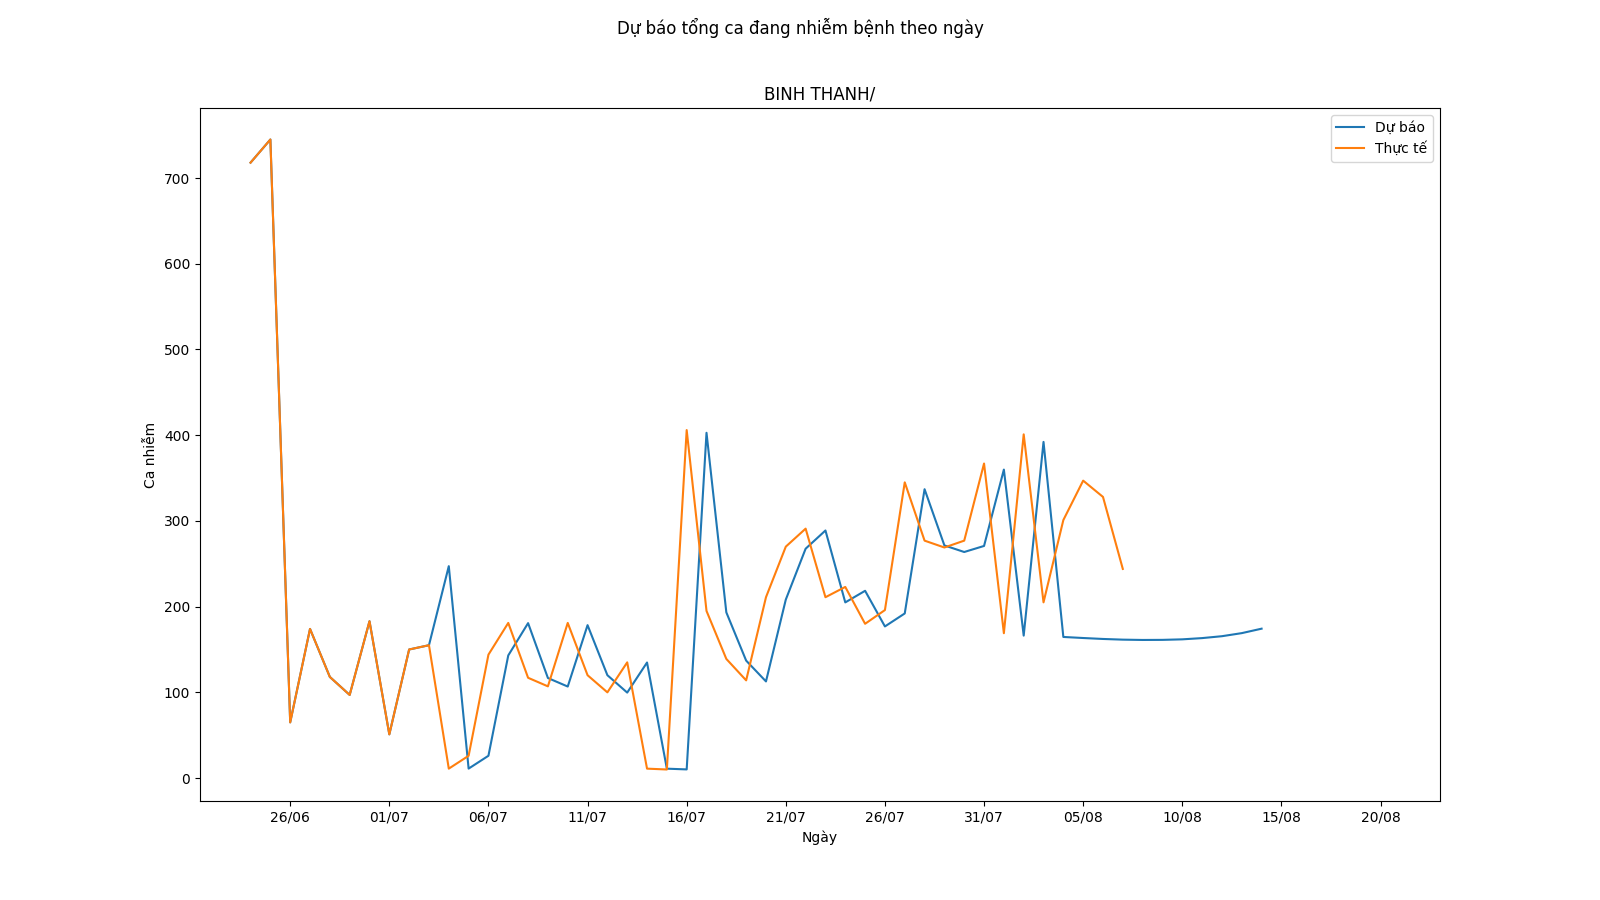 Dự báo tổng ca đang nhiễm bệnh theo ngày
BINH THANH/
Dự báo
Thực tế
700
600
500
400
300
200
100
0
Ca nhiễm
26/06 01/07 06/07 11/07 16/07 21/07 26/07 31/07 05/08 10/08 15/08 20/08
Ngày